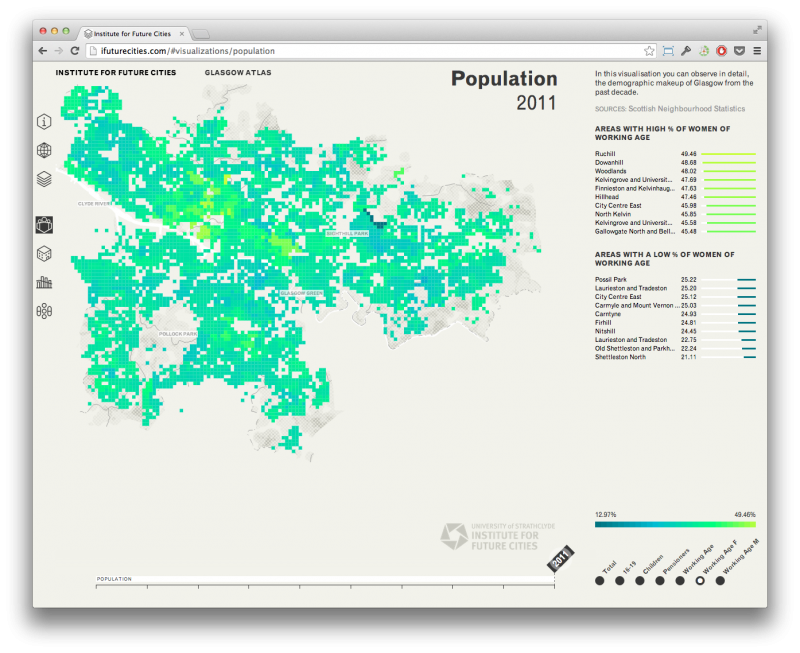 Institute for Future Cities
ifuturecities.com/#visualizations/population
INSTITUTE FOR FUTURE CITIES
GLASGOW ATLAS
Population
2011
CLYDE RIVER
SIGHTHILL PARK
GLASGOW GREEN
POLLOCK PARK
UNIVERSITY of STRATHCLYDE
INSTITUTE FOR
FUTURE CITIES
2011
POPULATION
In this visualisation you can observe in detail,
the demographic makeup of Glasgow from the
past decade.
SOURCES: Scottish Neighbourhood Statistics
AREAS WITH HIGH % OF WOMEN OF
WORKING AGE
Ruchill 49.46
Dowanhill 48.68
Woodlands 48.02
Kelvingrove and Universit... 47.69
Finnieston and Kelvinhaug... 47.63
Hillhead 47.46
City Centre East 45.98
North Kelvin 45.85
Kelvingrove and Universit... 45.58
Gallowgate North and Bell... 45.48
AREAS WITH A LOW % OF WOMEN OF
WORKING AGE
Possil Park 25.22
Laurieston and Tradeston 25.20
City Centre East 25.12
Carmyle and Mount Vernon ... 25.03
Carntyne 24.93
Firhill 24.81
Nitshill 24.45
Laurieston and Tradeston 22.75
Old Shettleston and Parkh... 22.24
Shettleston North 21.11
12.97% 49.46%
Total
16-19
Children
Pensioners
Working Age
Working Age F
Working Age M